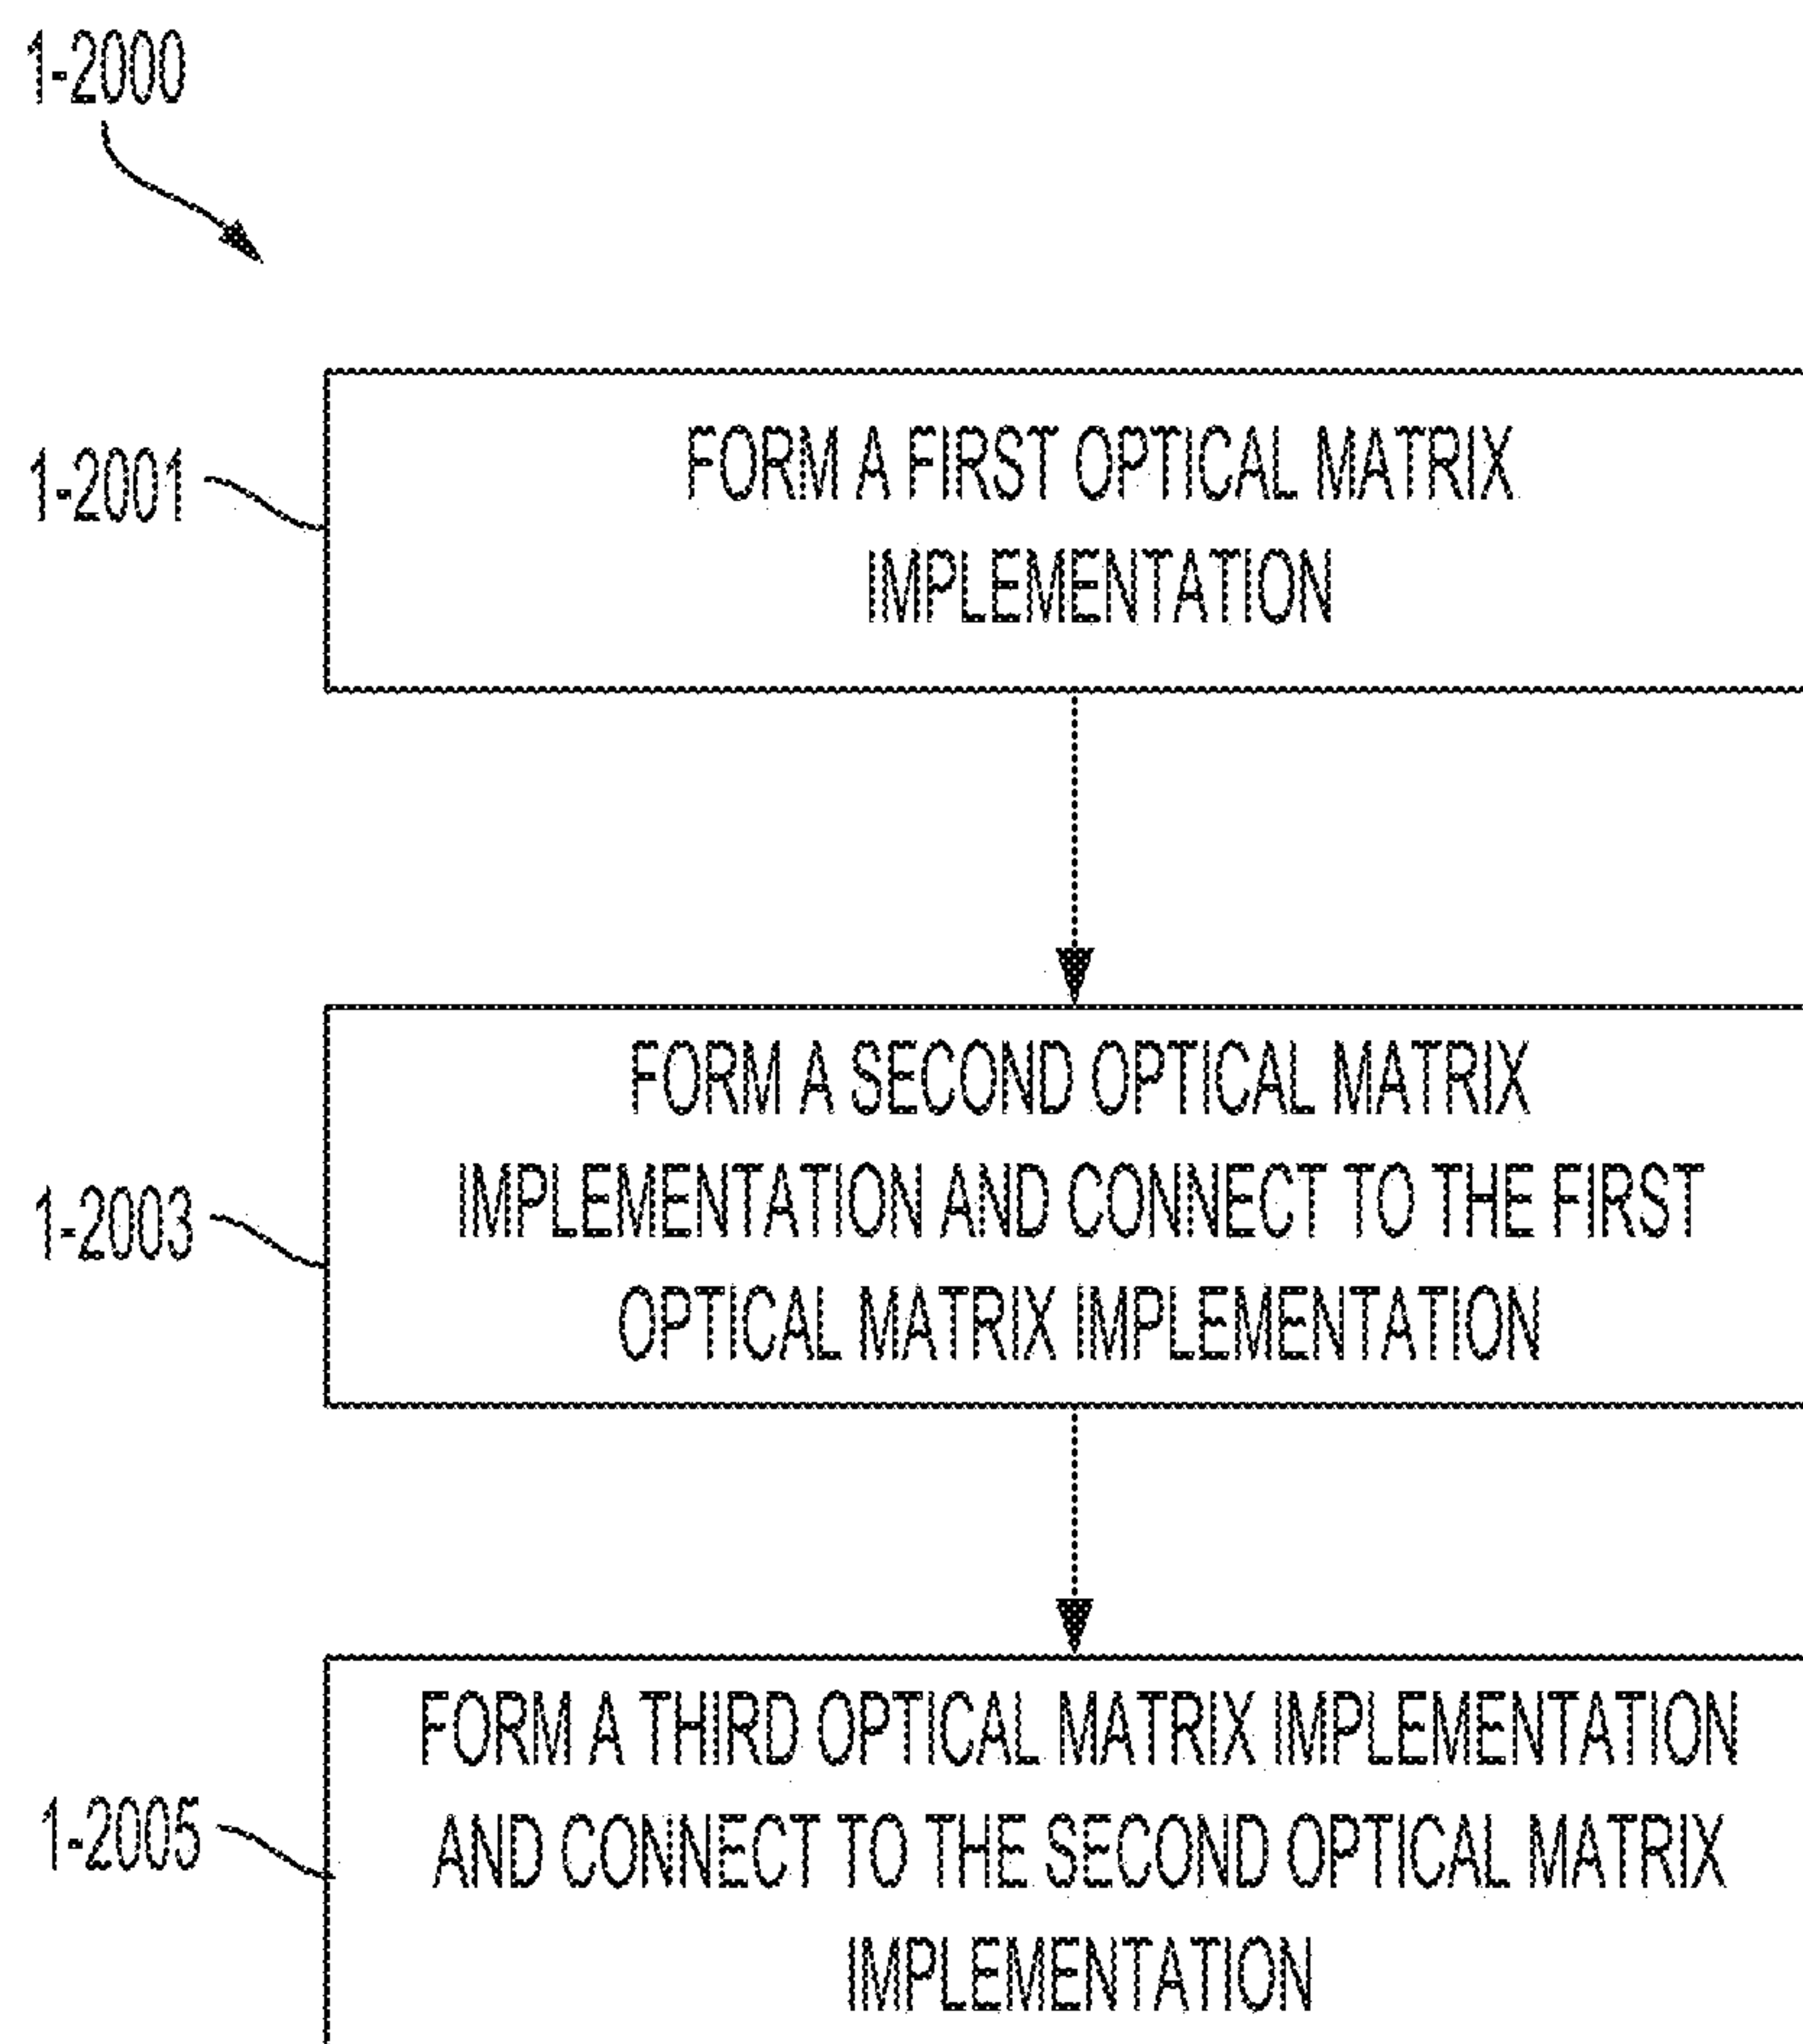 1-2000
1-2001
FORM A FIRST OPTICAL MATRIX
IMPLEMENTATION
1-2003
FORM A SECOND OPTICAL MATRIX
IMPLEMENTATION AND CONNECT TO THE FIRST
OPTICAL MATRIX IMPLEMENTATION
1-2005
FORM A THIRD OPTICAL MATRIX IMPLEMENTATION
AND CONNECT TO THE SECOND OPTICAL MATRIX
IMPLEMENTATION